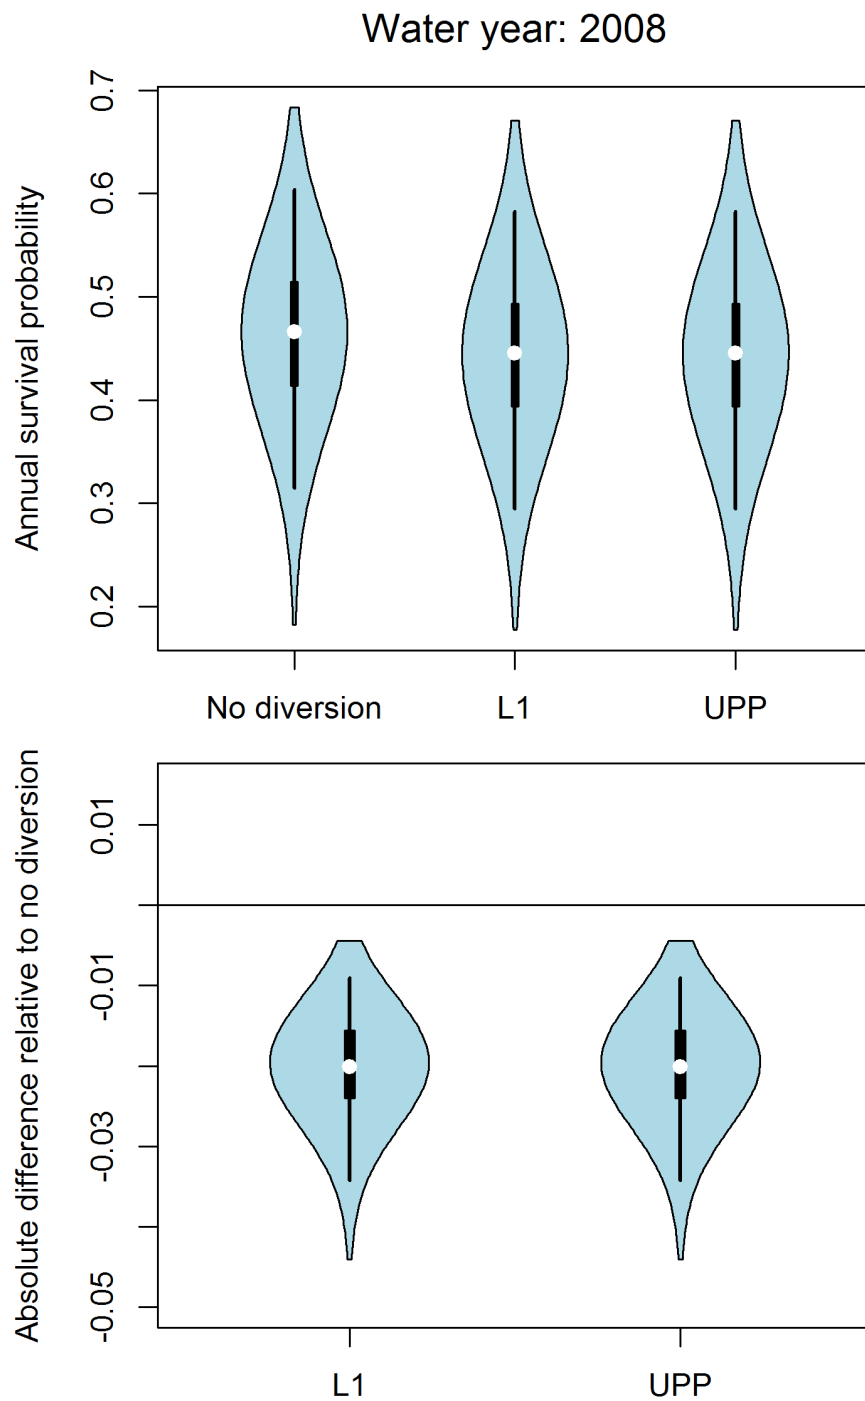 Water year: 2008
Annual survival probability
0.7
0.6
0.5
0.4
0.3
0.2
No diversion
L1
UPP
Absolute difference relative to no diversion
0.01
-0.01
-0.03
-0.05
L1
UPP